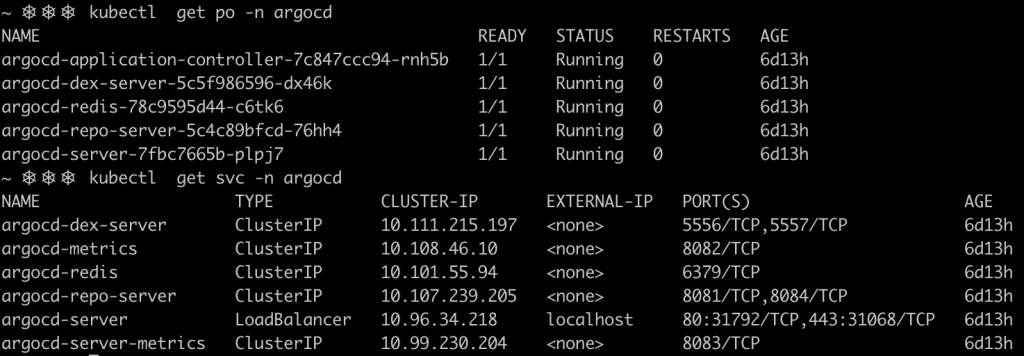 ~ ⎈⎈⎈ kubectl  get po -n argocd
NAME                                             READY   STATUS    RESTARTS   AGE
argocd-application-controller-7c847ccc94-rnh5b   1/1     Running   0          6d13h
argocd-dex-server-5c5f986596-dx46k               1/1     Running   0          6d13h
argocd-redis-78c9595d44-c6tk6                    1/1     Running   0          6d13h
argocd-repo-server-5c4c89bfcd-76hh4              1/1     Running   0          6d13h
argocd-server-7fbc7665b-plpj7                    1/1     Running   0          6d13h
~ ⎈⎈⎈ kubectl  get svc -n argocd
NAME                    TYPE           CLUSTER-IP       EXTERNAL-IP   PORT(S)                      AGE
argocd-dex-server       ClusterIP      10.111.215.197   <none>        5556/TCP,5557/TCP            6d13h
argocd-metrics          ClusterIP      10.108.46.10     <none>        8082/TCP                     6d13h
argocd-redis            ClusterIP      10.101.55.94     <none>        6379/TCP                     6d13h
argocd-repo-server      ClusterIP      10.107.239.205   <none>        8081/TCP,8084/TCP            6d13h
argocd-server           LoadBalancer   10.96.34.218     localhost     80:31792/TCP,443:31068/TCP   6d13h
argocd-server-metrics   ClusterIP      10.99.230.204    <none>        8083/TCP                     6d13h